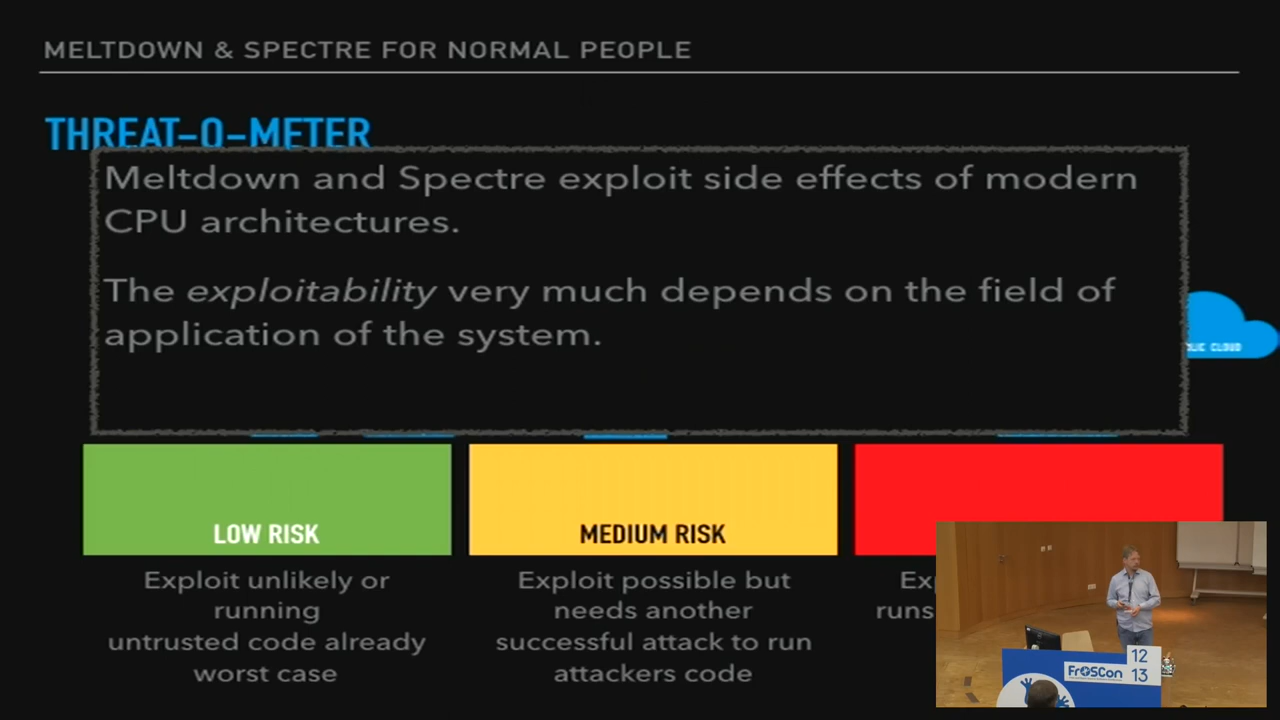 MELTDOWN & SPECTRE FOR NORMAL PEOPLE
THREAT-O-METER
Meltdown and Spectre exploit side effects of modern
CPU architectures.
The exploitability very much depends on the field of
application of the system.
CLOUD
LOW RISK
MEDIUM RISK
Exploit unlikely or
running
untrusted code already
worst case
Exploit possible but
needs another
successful attack to run
attackers code
Ex
runs
FrOSCon
12
13